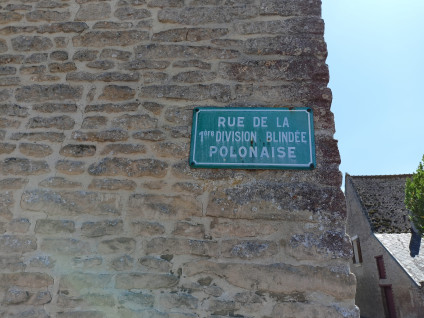 RUE DE LA
1ère DIVISION BLINDÉE
POLONAISE